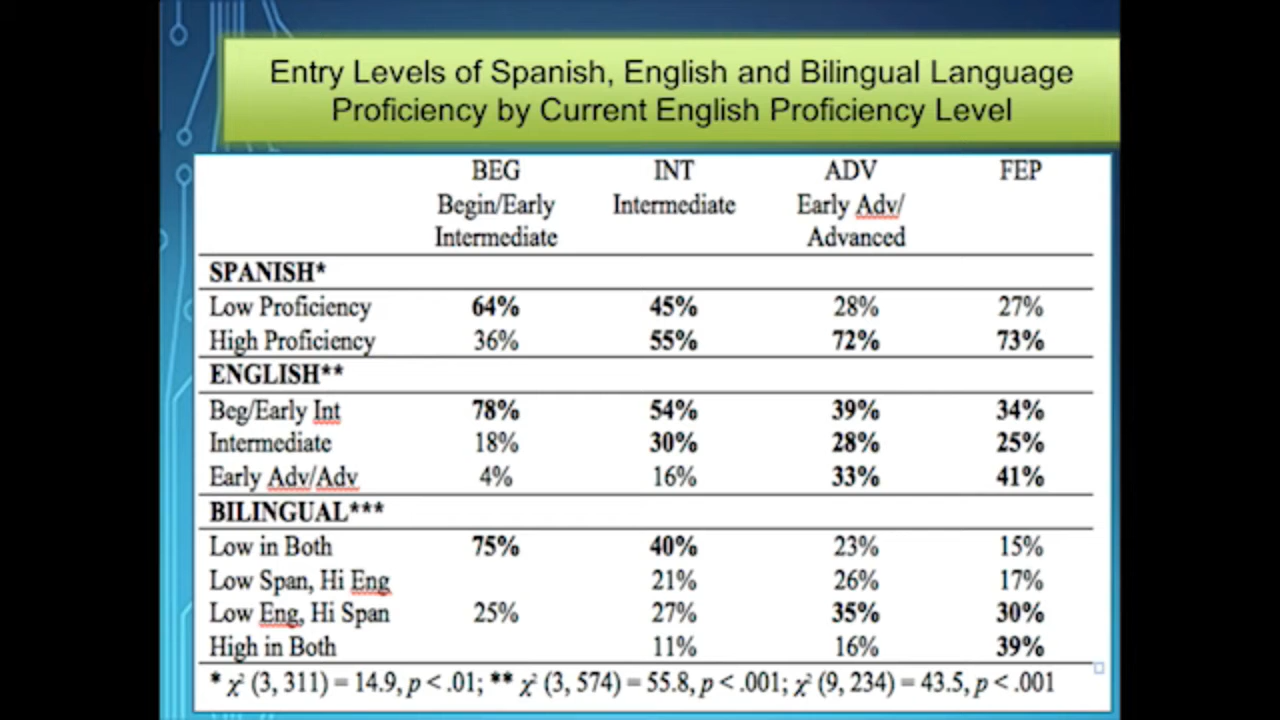 Entry Levels of Spanish, English and Bilingual Language
Proficiency by Current English Proficiency Level
BEG INT ADV FEP
Begin/Early Intermediate Early Adv/
Intermediate Advanced
SPANISH*
Low Proficiency 64% 45% 28% 27%
High Proficiency 36% 55% 72% 73%
ENGLISH**
Beg/Early Int 78% 54% 39% 34%
Intermediate 18% 30% 28% 25%
Early Adv/Adv 4% 16% 33% 41%
BILINGUAL***
Low in Both 75% 40% 23% 15%
Low Span, Hi Eng 21% 26% 17%
Low Eng, Hi Span 25% 27% 35% 30%
High in Both 11% 16% 39%
* χ² (3, 311) = 14.9, p < .01; ** χ² (3, 574) = 55.8, p < .001; χ² (9, 234) = 43.5, p < .001